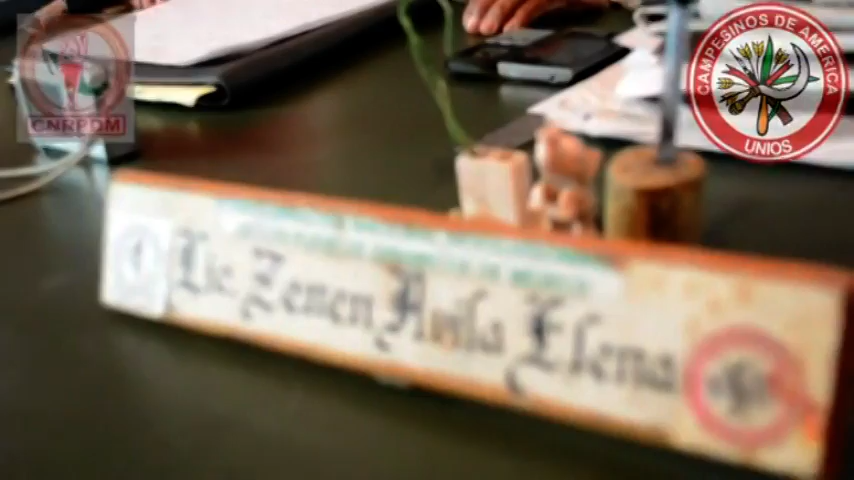 CNRPDM
CAMPESINOS DE AMERICA
UNIOS
Lic. Zenen Avila Elena